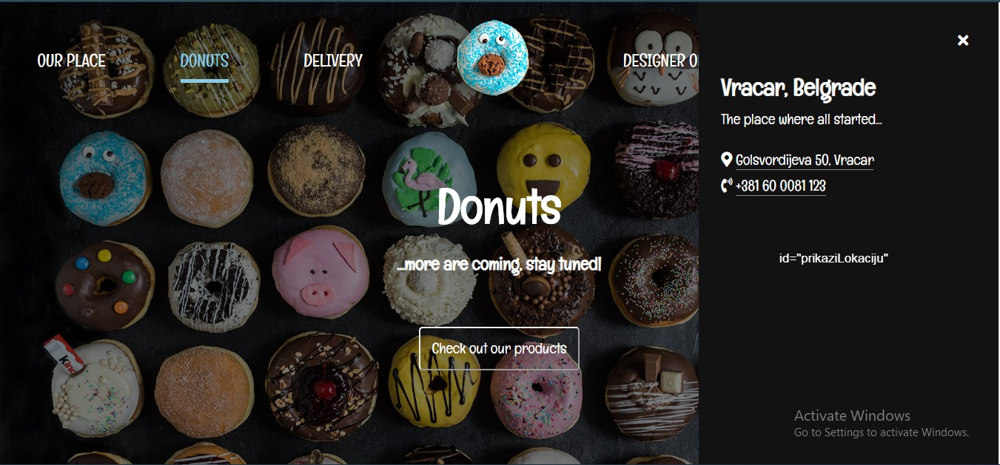 OUR PLACE
DONUTS
DELIVERY
DESIGNER
Vracar, Belgrade
The place where all started...
Golsvordijeva 50, Vracar
+381 60 0081 123
Donuts
...more are coming, stay tuned!
id="prikaziLokaciju"
Check out our products
Activate Windows
Go to Settings to activate Windows.